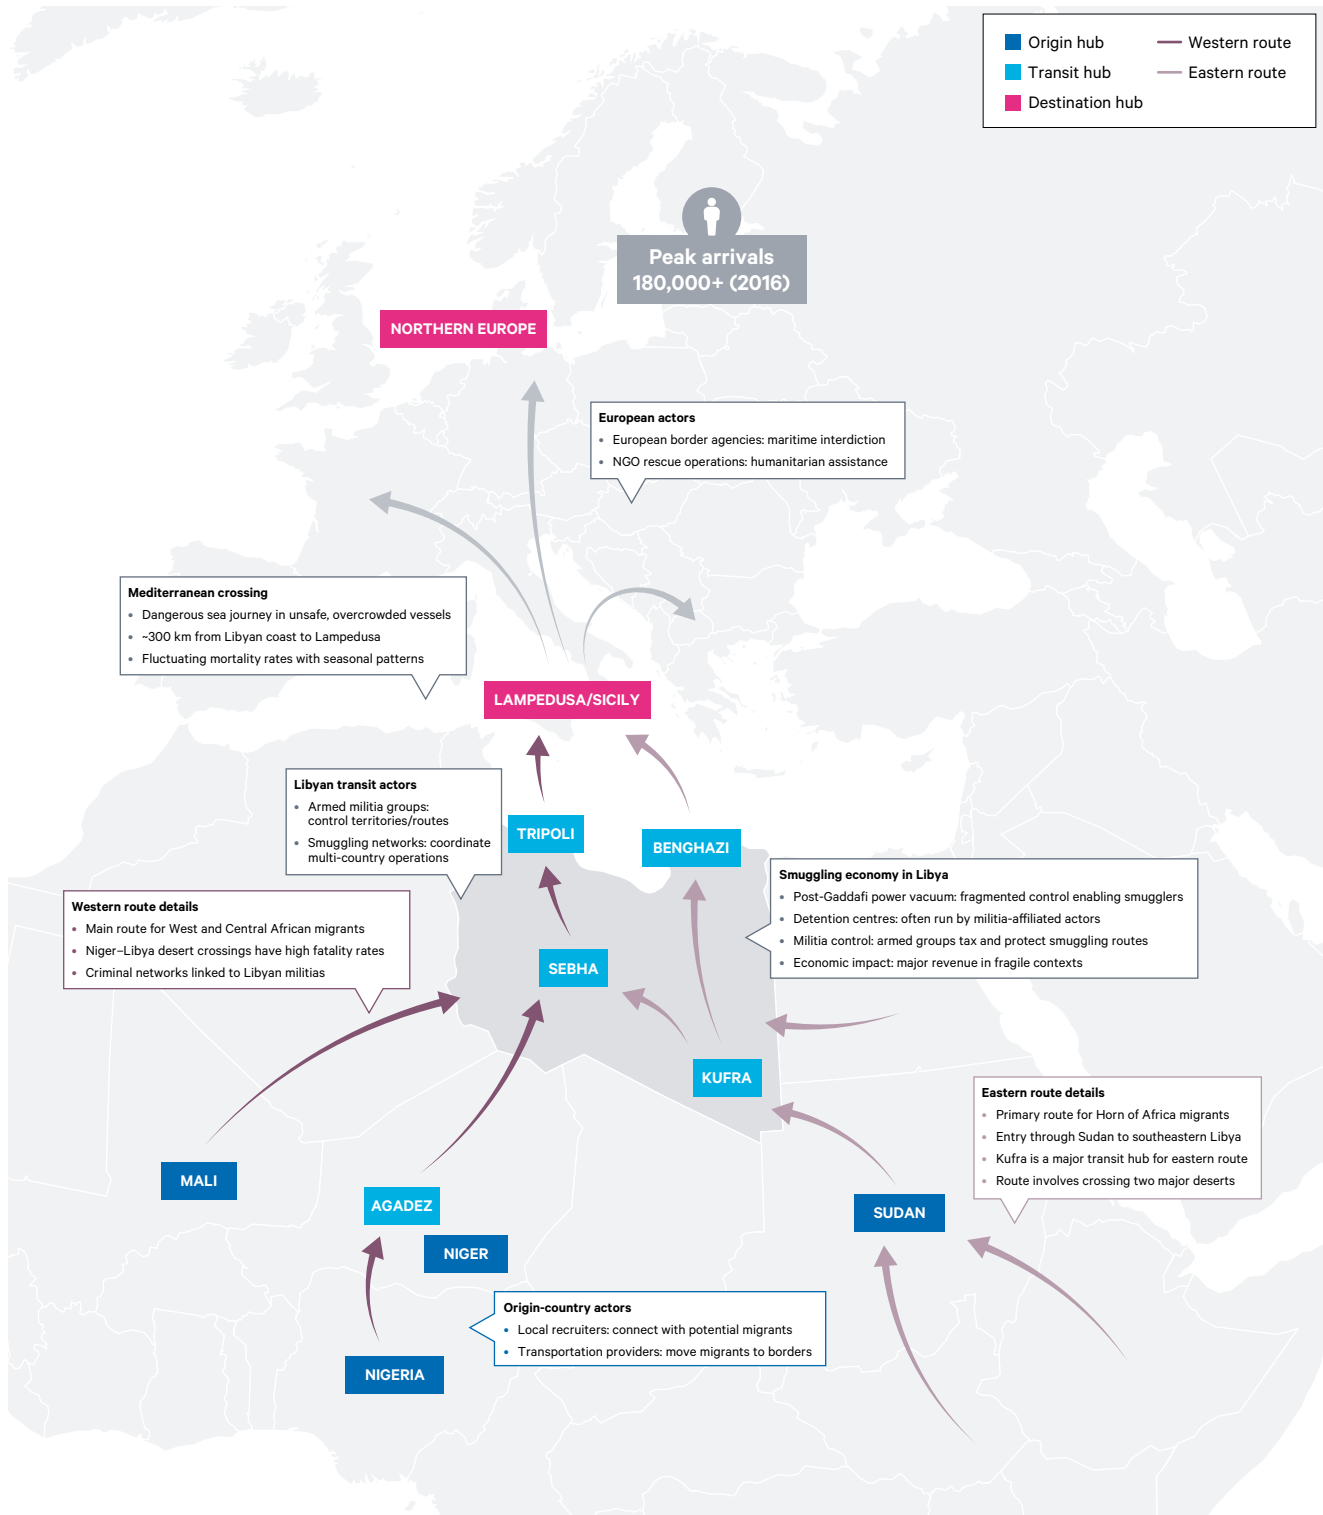 Origin hub
Transit hub
Destination hub
Western route
Eastern route
Peak arrivals
180,000+ (2016)
NORTHERN EUROPE
European actors
• European border agencies: maritime interdiction
• NGO rescue operations: humanitarian assistance
Mediterranean crossing
• Dangerous sea journey in unsafe, overcrowded vessels
• ~300 km from Libyan coast to Lampedusa
• Fluctuating mortality rates with seasonal patterns
LAMPEDUSA/SICILY
Libyan transit actors
• Armed militia groups:
control territories/routes
• Smuggling networks: coordinate
multi-country operations
TRIPOLI
BENGHAZI
Smuggling economy in Libya
• Post-Gaddafi power vacuum: fragmented control enabling smugglers
• Detention centres: often run by militia-affiliated actors
• Militia control: armed groups tax and protect smuggling routes
• Economic impact: major revenue in fragile contexts
Western route details
• Main route for West and Central African migrants
• Niger–Libya desert crossings have high fatality rates
• Criminal networks linked to Libyan militias
SEBHA
KUFRA
Eastern route details
• Primary route for Horn of Africa migrants
• Entry through Sudan to southeastern Libya
• Kufra is a major transit hub for eastern route
• Route involves crossing two major deserts
MALI
AGADEZ
SUDAN
NIGER
Origin-country actors
• Local recruiters: connect with potential migrants
• Transportation providers: move migrants to borders
NIGERIA